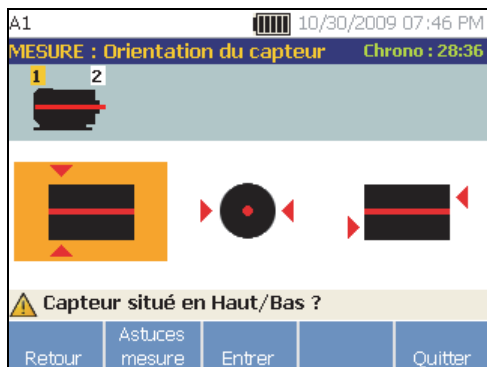 A1 10/30/2009 07:46 PM
MESURE : Orientation du capteur Chrono : 28:36
1 2
Capteur situé en Haut/Bas ?
Retour Astuces mesure Entrer Quitter